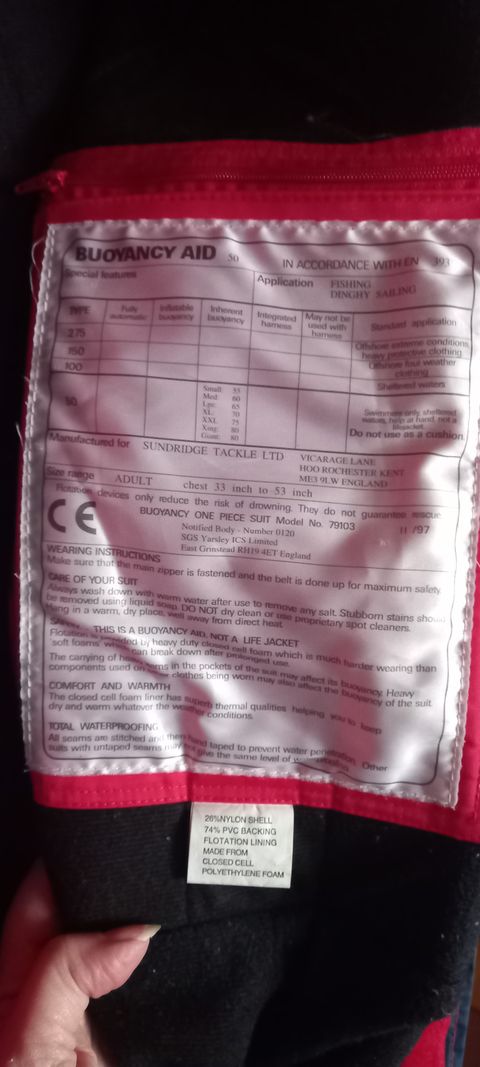 BUOYANCY AID 50 IN ACCORDANCE WITH EN 393
Special features Application FISHING
DINGHY SAILING
TYPE Fully automatic Inflatable buoyancy Inherent buoyancy Integrated harness May not be used with harness Standard application
275 Offshore extreme conditions, heavy protective clothing
150 Offshore foul weather clothing
100 Sheltered waters
50 Swimmers only, sheltered waters, help at hand, not a lifejacket.
Small: 55
Med: 60
Lge: 65
XL: 70
XXL 75
Xlng: 80
Giant: 80
Do not use as a cushion.
Manufactured for SUNDRIDGE TACKLE LTD VICARAGE LANE
HOO ROCHESTER KENT
ME3 9LW ENGLAND
Size range ADULT chest 33 inch to 53 inch
Flotation devices only reduce the risk of drowning. They do not guarantee rescue.
CE BUOYANCY ONE PIECE SUIT Model No. 79103 11 /97
Notified Body - Number 0120
SGS Yarsley ICS Limited
East Grinstead RH19 4ET England
WEARING INSTRUCTIONS
Make sure that the main zipper is fastened and the belt is done up for maximum safety.
CARE OF YOUR SUIT
Always wash down with warm water after use to remove any salt. Stubborn stains should
be removed using liquid soap. DO NOT dry clean or use proprietary spot cleaners.
Hang in a warm, dry place, well away from direct heat.
THIS IS A BUOYANCY AID, NOT A LIFE JACKET
Flotation is provided by heavy duty closed cell foam which is much harder wearing than
'soft foams' which can break down after prolonged use.
The carrying of heavy items in the pockets of the suit may affect its buoyancy. Heavy
components used or clothes being worn may also affect the buoyancy of the suit.
COMFORT AND WARMTH
The closed cell foam liner has superb thermal qualities helping you to keep
dry and warm whatever the weather conditions.
TOTAL WATERPROOFING
All seams are stitched and then hand taped to prevent water penetration. Other
suits with untaped seams may not give the same level of
26%NYLON SHELL
74% PVC BACKING
FLOTATION LINING
MADE FROM
CLOSED CELL
POLYETHYLENE FOAM